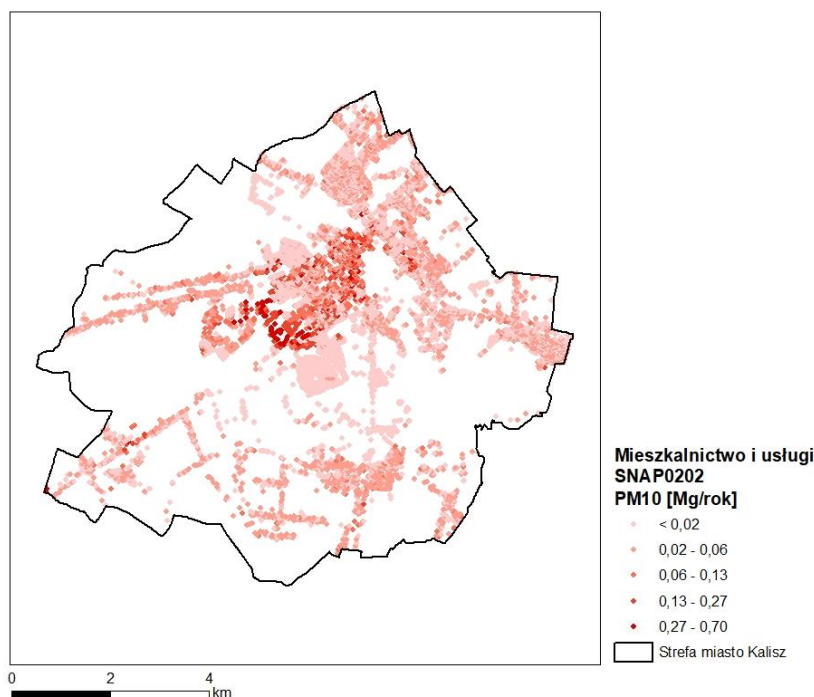 Mieszkalnictwo i usługi
SNAP0202
PM10 [Mg/rok]
< 0,02
0,02 - 0,06
0,06 - 0,13
0,13 - 0,27
0,27 - 0,70
Strefa miasto Kalisz
0 2 4
km